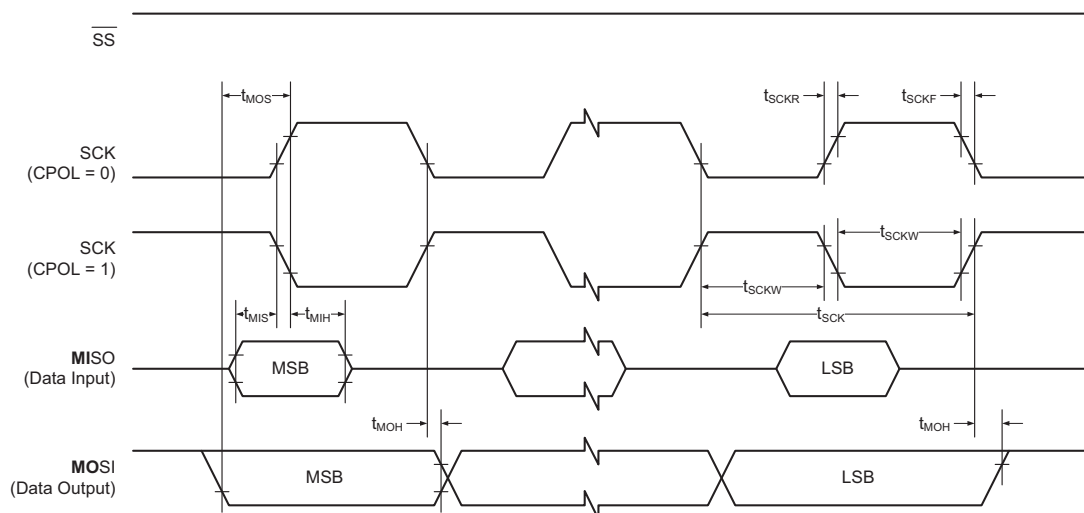 SS
tMOS
tSCKR
tSCKF
SCK
(CPOL = 0)
SCK
(CPOL = 1)
tSCKW
tSCKW
tSCK
tMIS
tMIH
MISO
(Data Input)
MSB
LSB
tMOH
tMOH
MOSI
(Data Output)
MSB
LSB